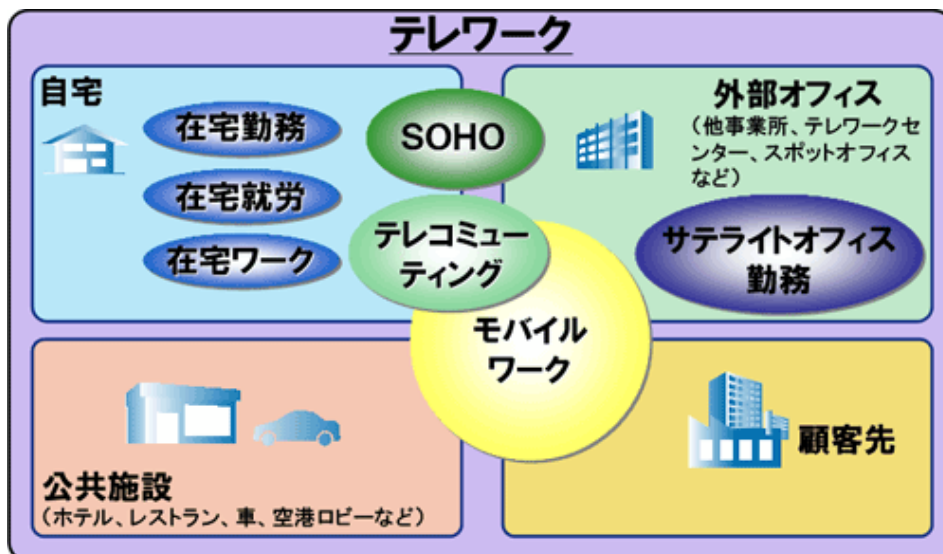 テレワーク
自宅
在宅勤務
在宅就労
在宅ワーク
SOHO
テレコミュー
ティング
外部オフィス
（他事業所、テレワークセ
ンター、スポットオフィス
など）
サテライトオフィス
勤務
モバイル
ワーク
公共施設
（ホテル、レストラン、車、空港ロビーなど）
顧客先